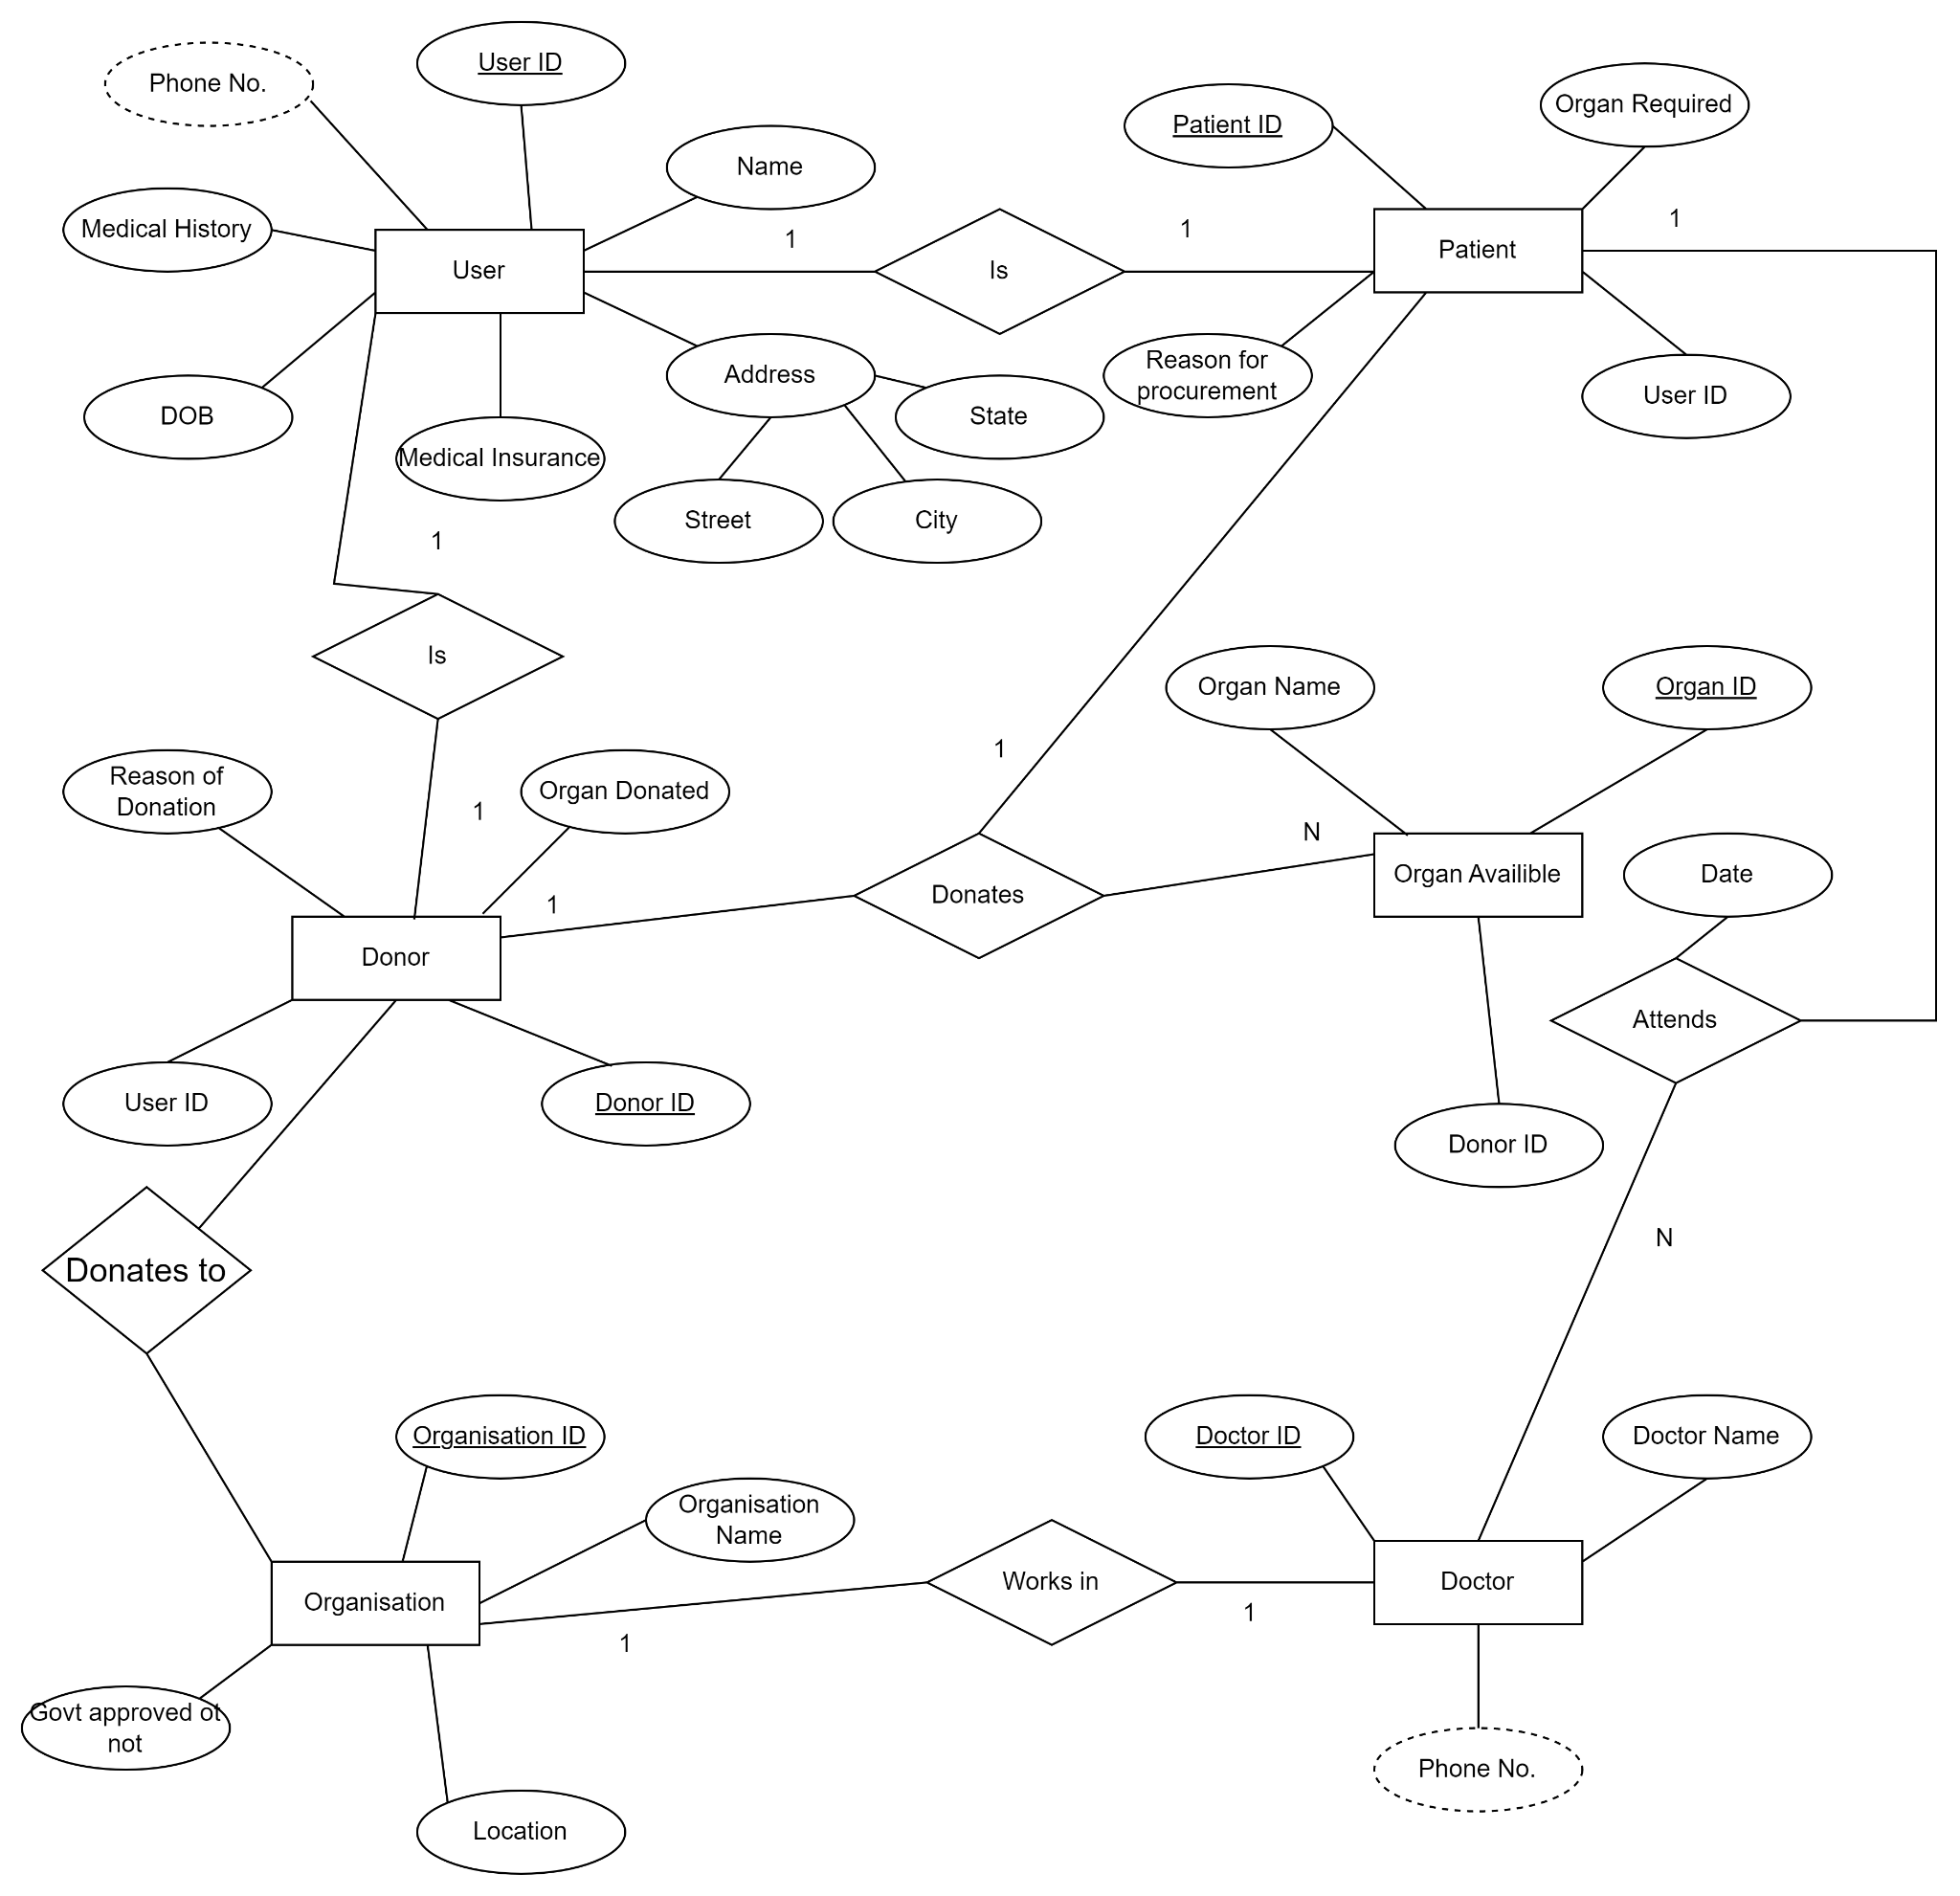 User ID
Phone No.
Organ Required
Patient ID
Name
1
1
Medical History
1
Patient
User
Is
Reason for
procurement
Address
User ID
DOB
State
Medical Insurance
Street
City
1
Is
Organ Name
Organ ID
1
Reason of
Donation
Organ Donated
1
N
Organ Availible
Date
Donates
1
Donor
Attends
User ID
Donor ID
Donor ID
N
Donates to
Organisation ID
Doctor ID
Doctor Name
Organisation
Name
Works in
Doctor
Organisation
1
1
Govt approved ot
not
Phone No.
Location